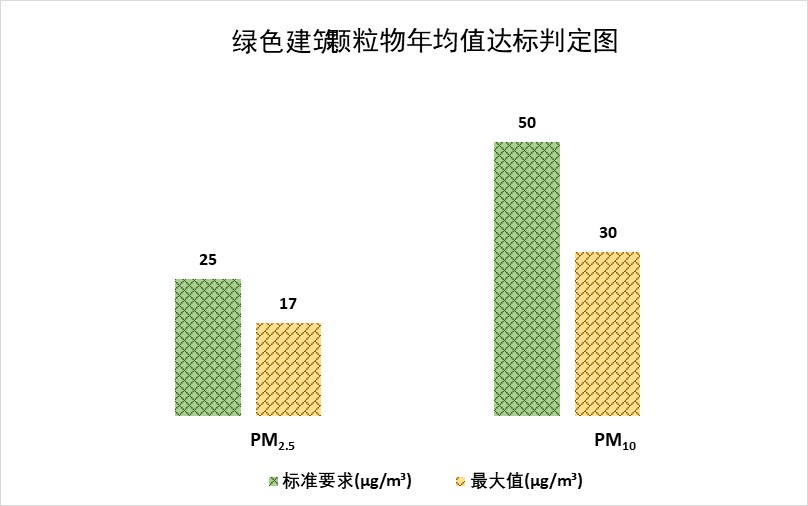 绿色建筑颗粒物年均值达标判定图
50
30
25
17
PM2.5
PM10
标准要求(μg/m³)
最大值(μg/m³)